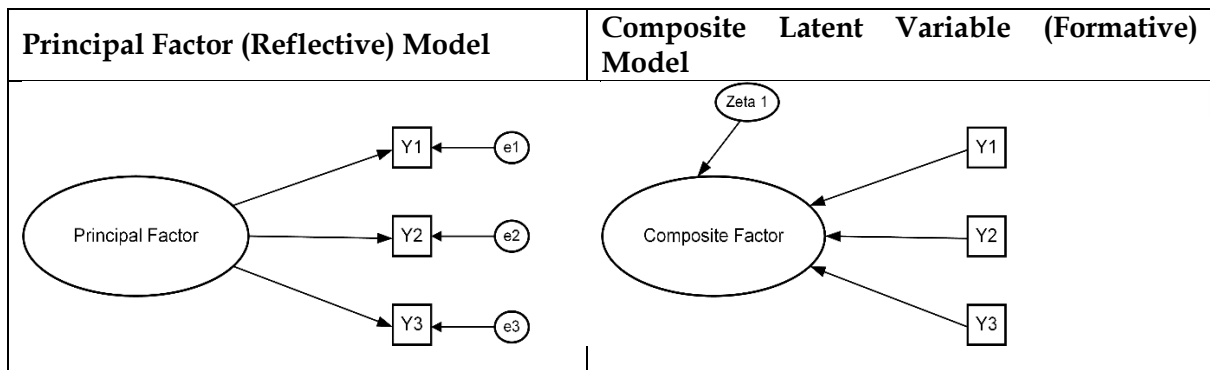 Principal Factor (Reflective) Model
Composite Latent Variable (Formative)
Model
Y1
e1
Principal Factor
Y2
e2
Y3
e3
Zeta 1
Y1
Composite Factor
Y2
Y3